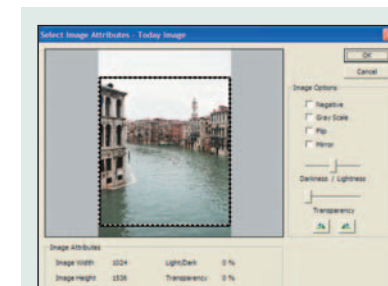 Select Image Attributes - Today Image
OK
Cancel
Image Options
Negative
Gray Scale
Flip
Mirror
Darkness / Lightness
Transparency
Image Attributes
Image Width 1024 Light/Dark 0 %
Image Height 1536 Transparency 0 %